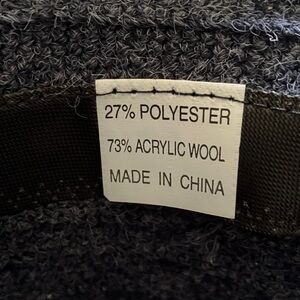 27% POLYESTER
73% ACRYLIC WOOL
MADE IN CHINA